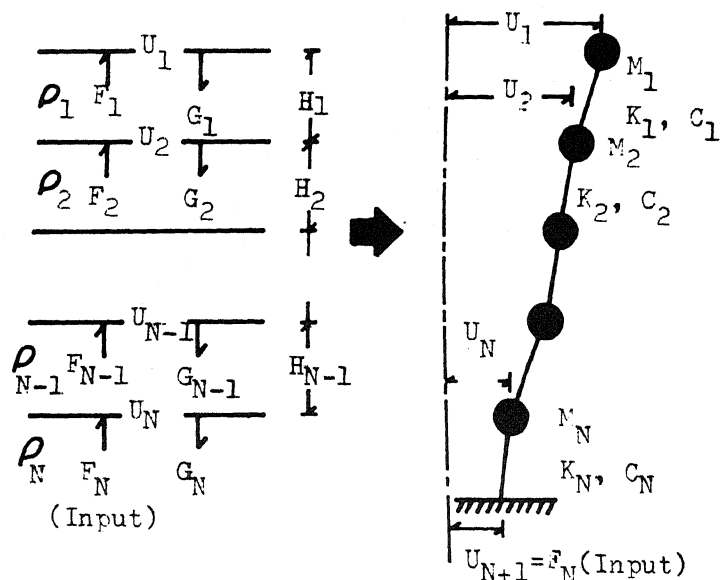 U1
ρ1 F1 G1 H1
U2
ρ2 F2 G2 H2
UN-1
ρN-1 FN-1 GN-1 HN-1
UN
ρN FN GN
(Input)
U1
M1
U2
K1, C1
M2
K2, C2
UN
MN
KN, CN
UN+1=FN(Input)